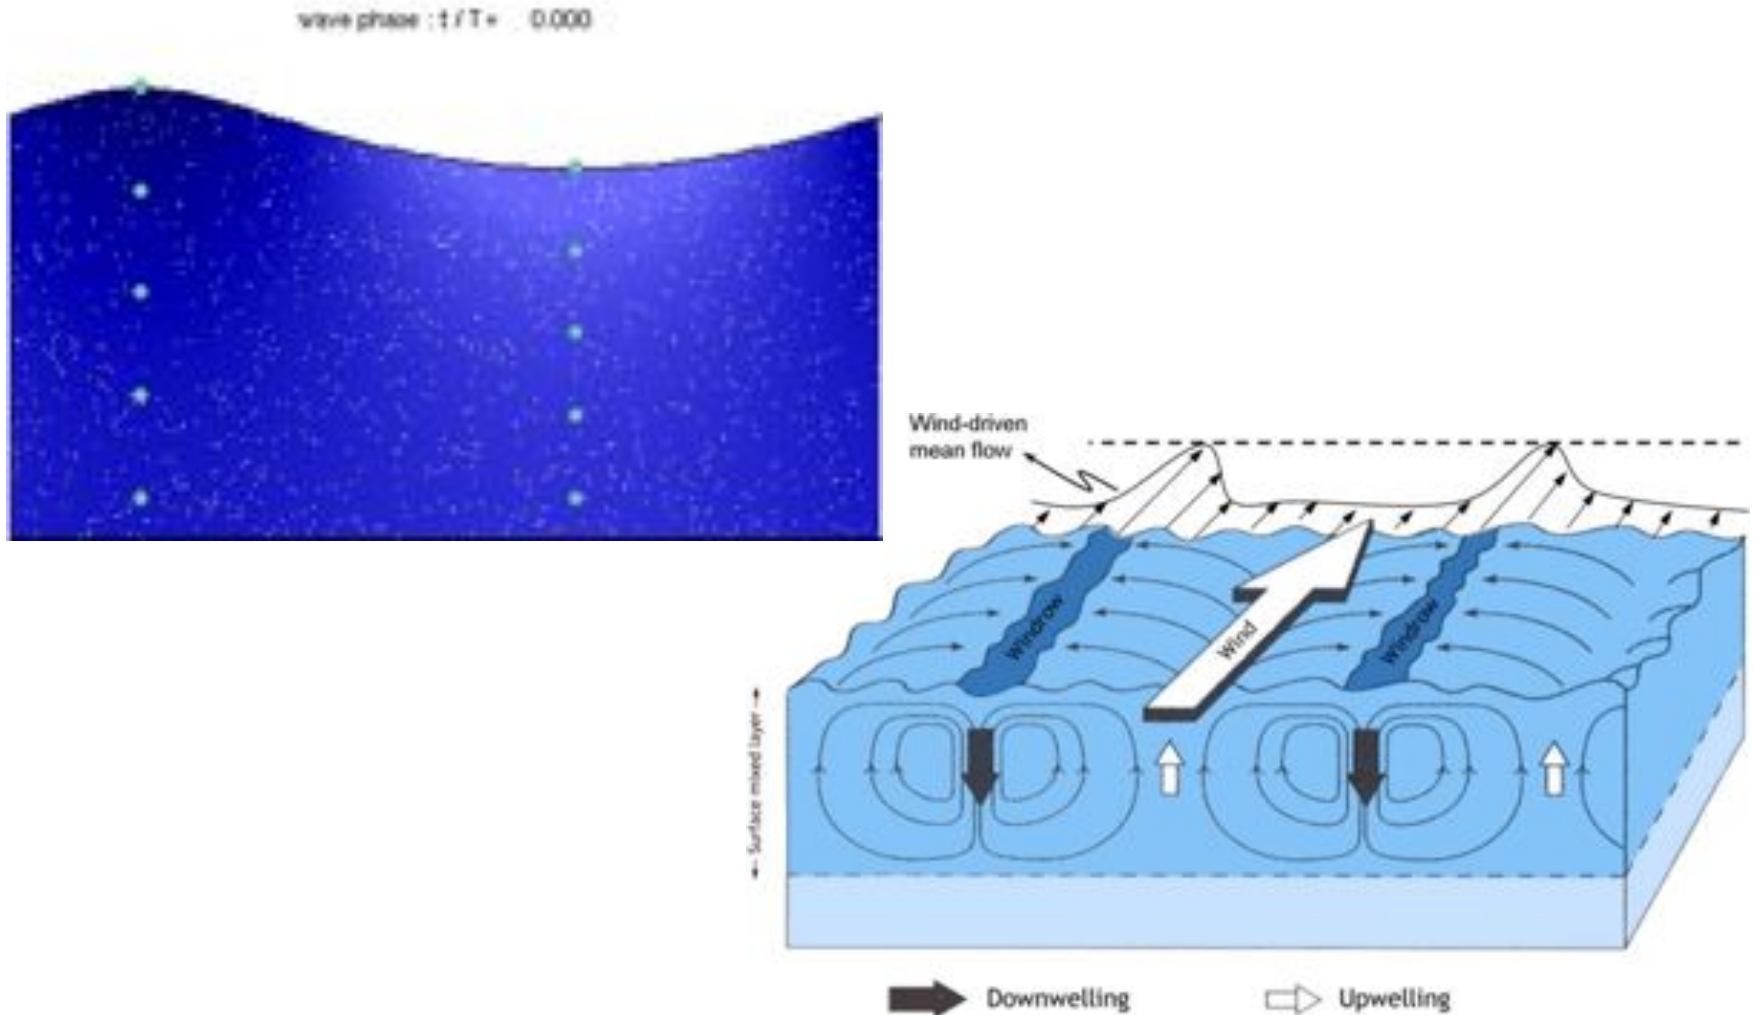 wave phase : t / T = 0.000
Wind-driven
mean flow
Windrow
Wind
Windrow
← Surface mixed layer →
Downwelling
Upwelling